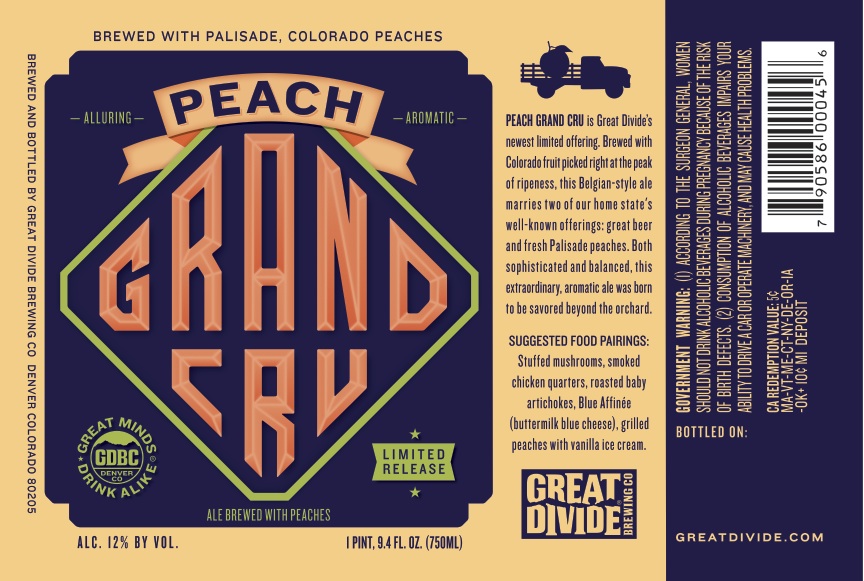 BREWED WITH PALISADE, COLORADO PEACHES
BREWED AND BOTTLED BY GREAT DIVIDE BREWING CO DENVER COLORADO 80205
ALLURING
PEACH
AROMATIC
GRAND
CRU
GREAT MINDS
GDBC
DENVER
CO
DRINK ALIKE
®
LIMITED
RELEASE
ALE BREWED WITH PEACHES
ALC. 12% BY VOL.
1 PINT, 9.4 FL. OZ. (750ML)
PEACH GRAND CRU is Great Divide's
newest limited offering. Brewed with
Colorado fruit picked right at the peak
of ripeness, this Belgian-style ale
marries two of our home state's
well-known offerings: great beer
and fresh Palisade peaches. Both
sophisticated and balanced, this
extraordinary, aromatic ale was born
to be savored beyond the orchard.
SUGGESTED FOOD PAIRINGS:
Stuffed mushrooms, smoked
chicken quarters, roasted baby
artichokes, Blue Affinée
(buttermilk blue cheese), grilled
peaches with vanilla ice cream.
GREAT
DIVIDE
BREWING CO
GOVERNMENT WARNING: (1) ACCORDING TO THE SURGEON GENERAL, WOMEN
SHOULD NOT DRINK ALCOHOLIC BEVERAGES DURING PREGNANCY BECAUSE OF THE RISK
OF BIRTH DEFECTS. (2) CONSUMPTION OF ALCOHOLIC BEVERAGES IMPAIRS YOUR
ABILITY TO DRIVE A CAR OR OPERATE MACHINERY, AND MAY CAUSE HEALTH PROBLEMS.
CA REDEMPTION VALUE: 5¢
MA-VT-ME-CT-NY-DE-OR-IA
-OK+ 10¢ MI DEPOSIT
7 90586 00045 6
BOTTLED ON:
GREATDIVIDE.COM